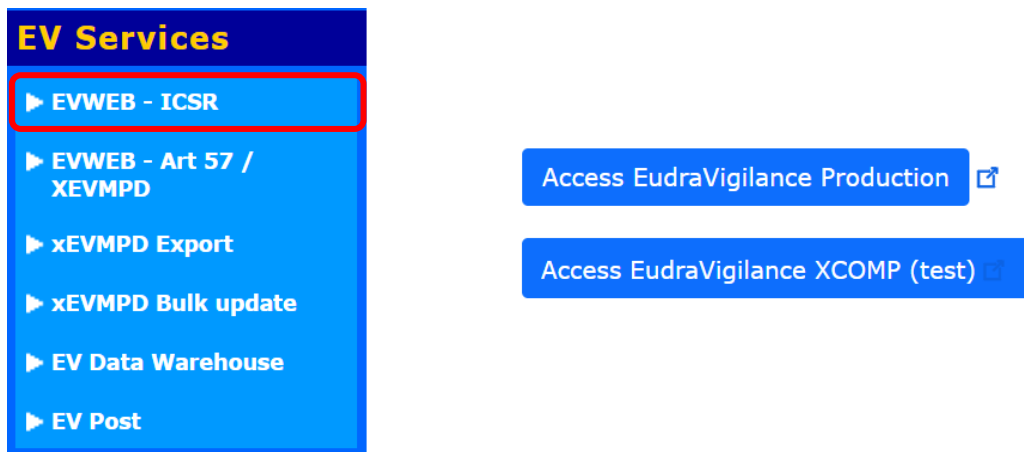 EV Services
EVWEB - ICSR
EVWEB - Art 57 /
XEVMPD
xEVMPD Export
xEVMPD Bulk update
EV Data Warehouse
EV Post
Access EudraVigilance Production
Access EudraVigilance XCOMP (test)